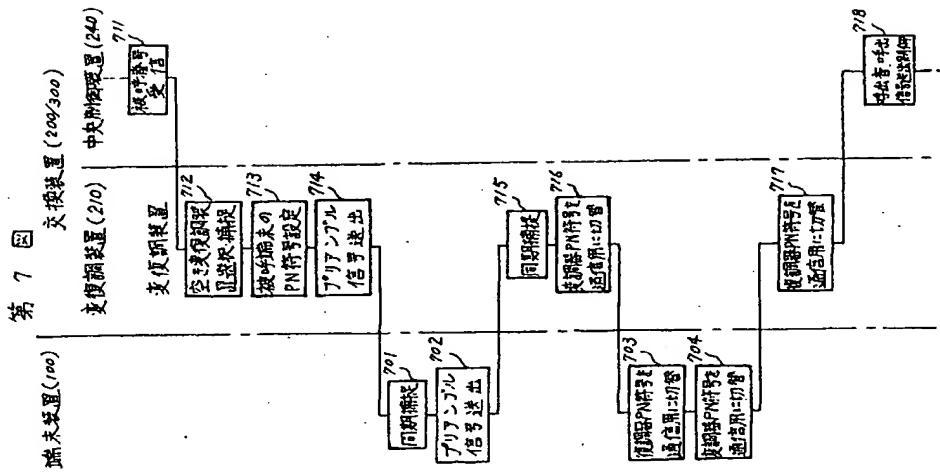 第 7 図
交換装置(200/300)
端末装置(100)
変復調装置(210)
中央制御装置(240)
変復調装置
711
被呼番号
受信
712
空き変復調装
置選択・捕捉
713
被呼端末の
PN符号設定
714
プリアンブル
信号送出
701
同期捕捉
702
プリアンブル
信号送出
715
同期捕捉
716
変調器PN符号を
通信用に切替
703
復調器PN符号を
通信用に切替
704
変調器PN符号を
通信用に切替
717
復調器PN符号を
通信用に切替
718
呼出音、呼出
信号送出制御